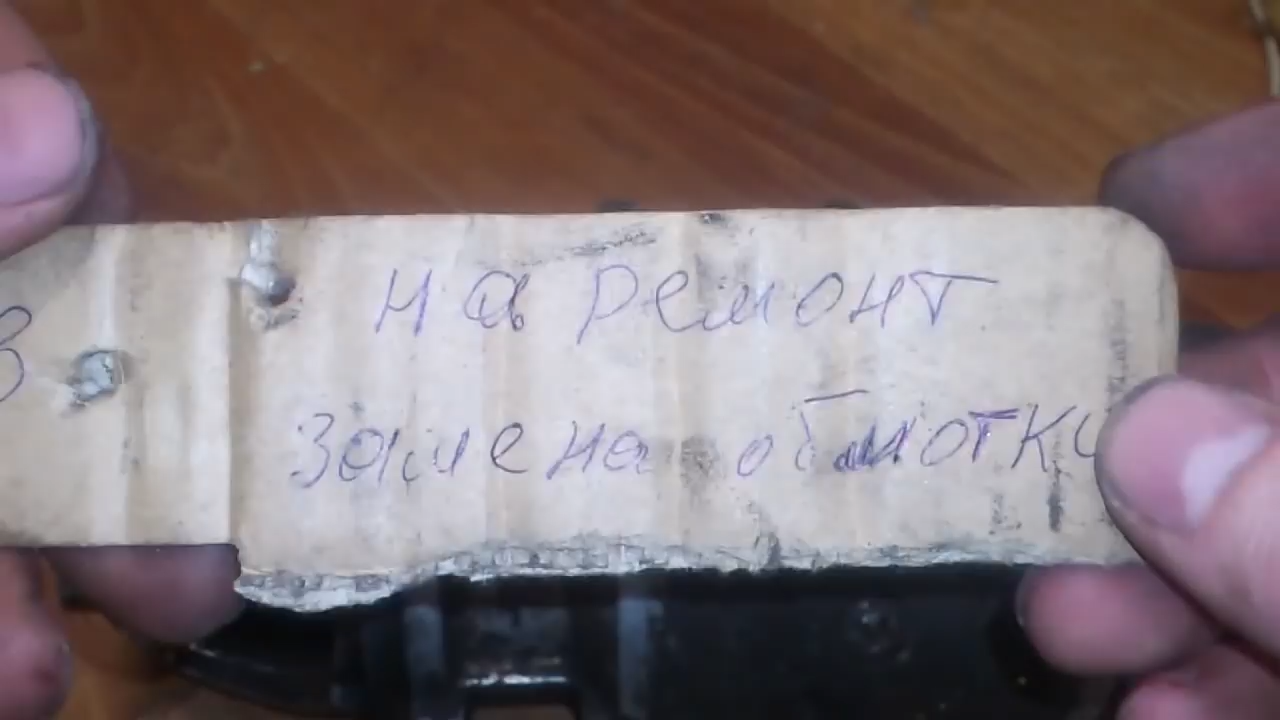 на ремонт
Замена обмотки